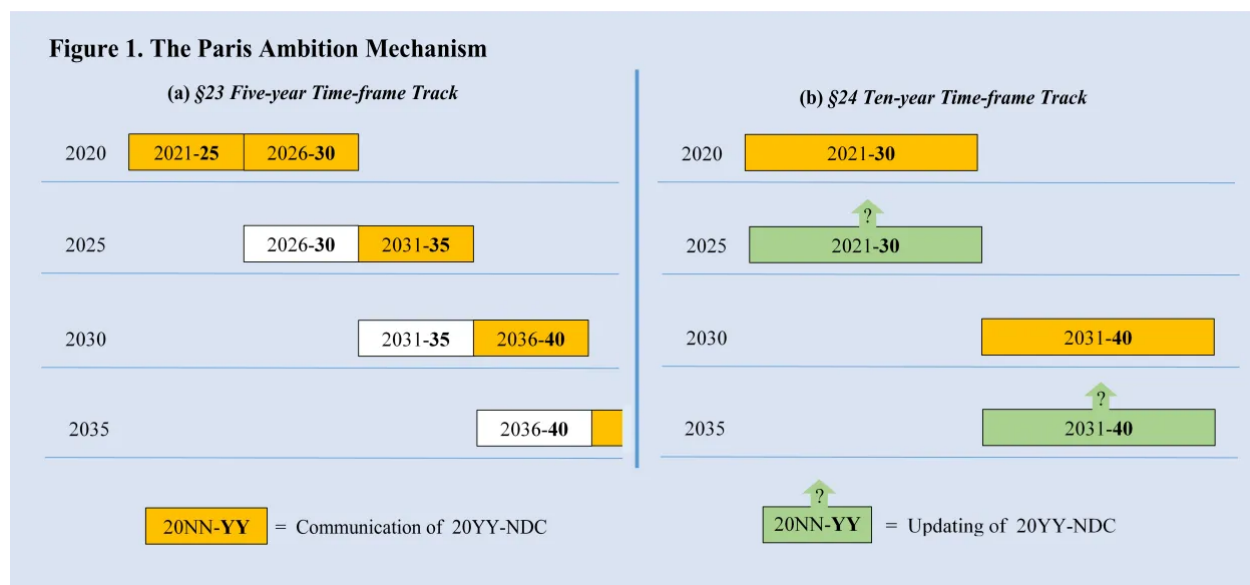 Figure 1. The Paris Ambition Mechanism
(a) §23 Five-year Time-frame Track
2020 2021-25 2026-30
2025 2026-30 2031-35
2030 2031-35 2036-40
2035 2036-40
20NN-YY = Communication of 20YY-NDC
(b) §24 Ten-year Time-frame Track
2020 2021-30
?
2025 2021-30
2030 2031-40
?
2035 2031-40
?
20NN-YY = Updating of 20YY-NDC